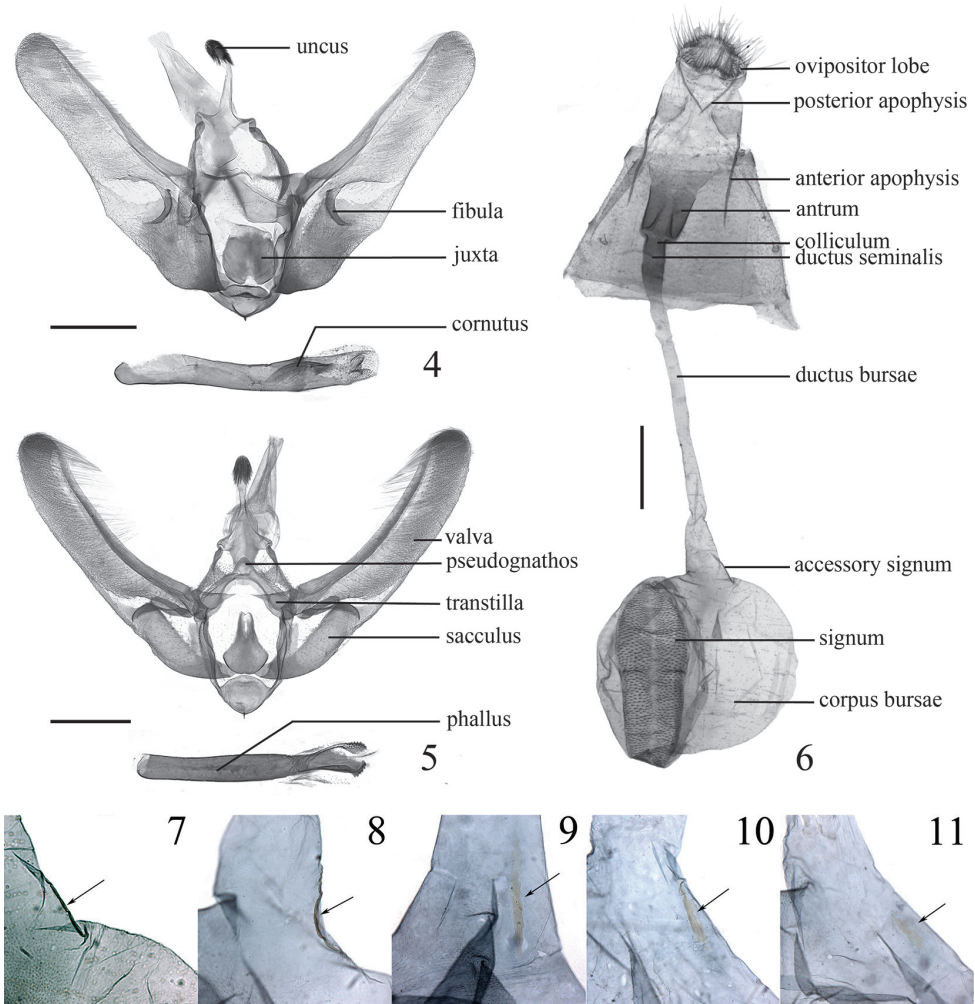 uncus
fibula
juxta
cornutus
4
valva
pseudognathos
transtilla
sacculus
phallus
5
ovipositor lobe
posterior apophysis
anterior apophysis
antrum
colliculum
ductus seminalis
ductus bursae
accessory signum
signum
corpus bursae
6
7
8
9
10
11